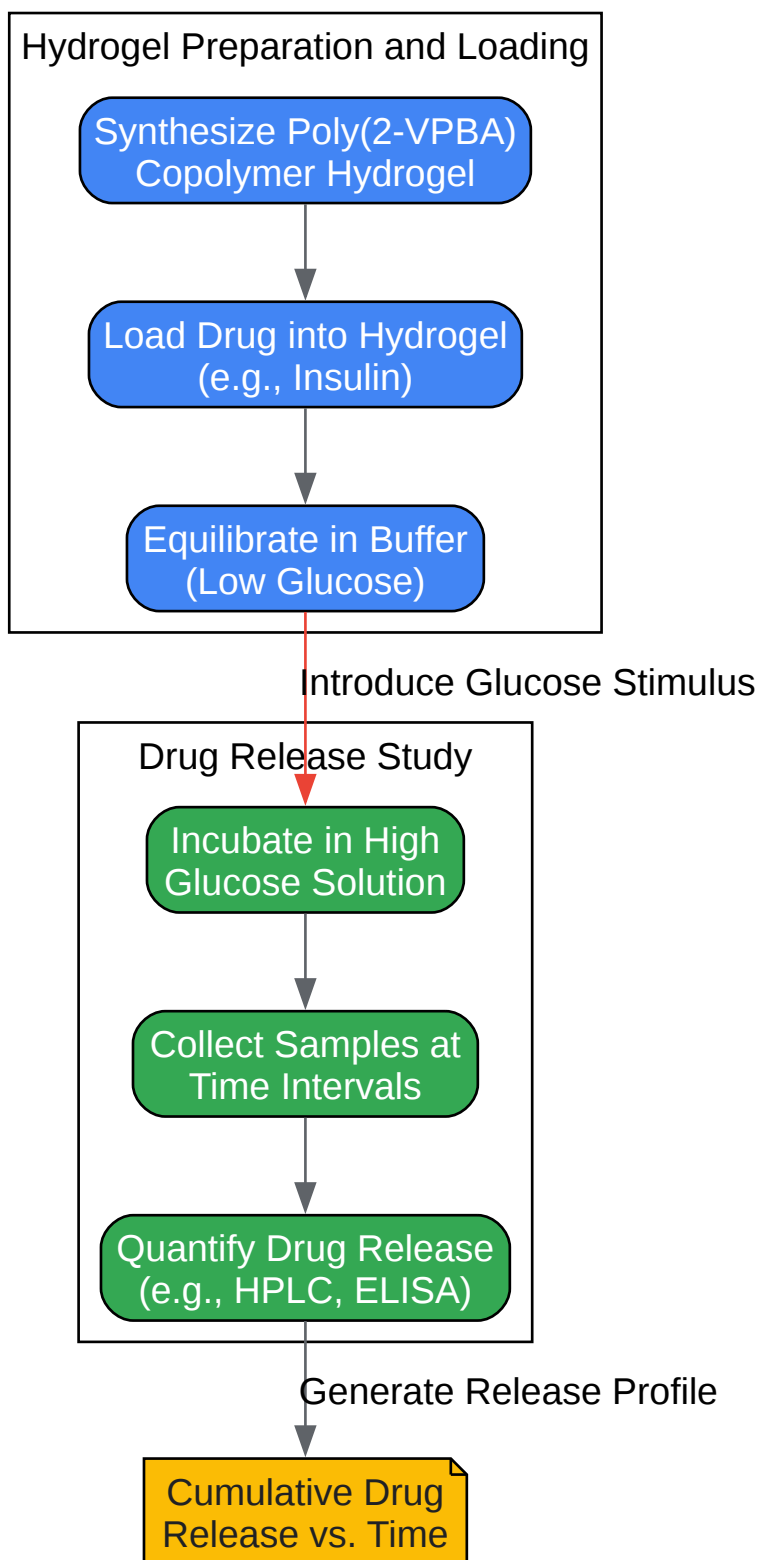 Hydrogel Preparation and Loading
Synthesize Poly(2-VPBA)
Copolymer Hydrogel
Load Drug into Hydrogel
(e.g., Insulin)
Equilibrate in Buffer
(Low Glucose)
Introduce Glucose Stimulus
Drug Release Study
Incubate in High
Glucose Solution
Collect Samples at
Time Intervals
Quantify Drug Release
(e.g., HPLC, ELISA)
Generate Release Profile
Cumulative Drug
Release vs. Time